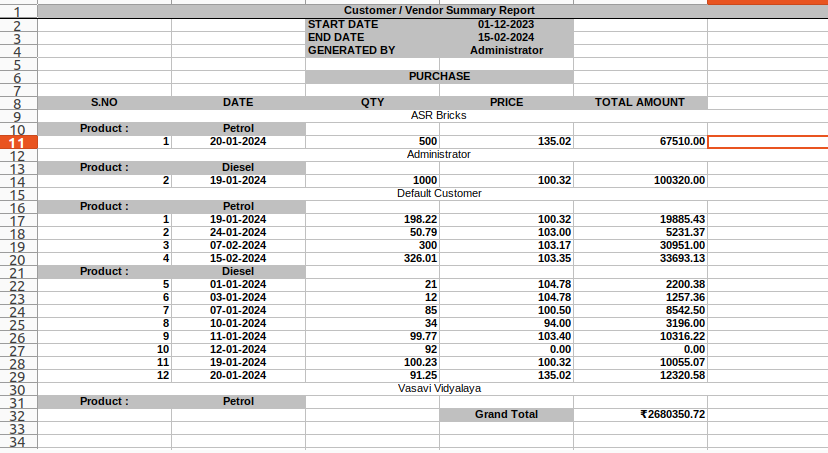 1 Customer / Vendor Summary Report
2 START DATE 01-12-2023
3 END DATE 15-02-2024
4 GENERATED BY Administrator
5
6 PURCHASE
7
8 S.NO DATE QTY PRICE TOTAL AMOUNT
9 ASR Bricks
10 Product : Petrol
11 1 20-01-2024 500 135.02 67510.00
12 Administrator
13 Product : Diesel
14 2 19-01-2024 1000 100.32 100320.00
15 Default Customer
16 Product : Petrol
17 1 19-01-2024 198.22 100.32 19885.43
18 2 24-01-2024 50.79 103.00 5231.37
19 3 07-02-2024 300 103.17 30951.00
20 4 15-02-2024 326.01 103.35 33693.13
21 Product : Diesel
22 5 01-01-2024 21 104.78 2200.38
23 6 03-01-2024 12 104.78 1257.36
24 7 07-01-2024 85 100.50 8542.50
25 8 10-01-2024 34 94.00 3196.00
26 9 11-01-2024 99.77 103.40 10316.22
27 10 12-01-2024 92 0.00 0.00
28 11 19-01-2024 100.23 100.32 10055.07
29 12 20-01-2024 91.25 135.02 12320.58
30 Vasavi Vidyalaya
31 Product : Petrol
32 Grand Total ₹2680350.72
33
34